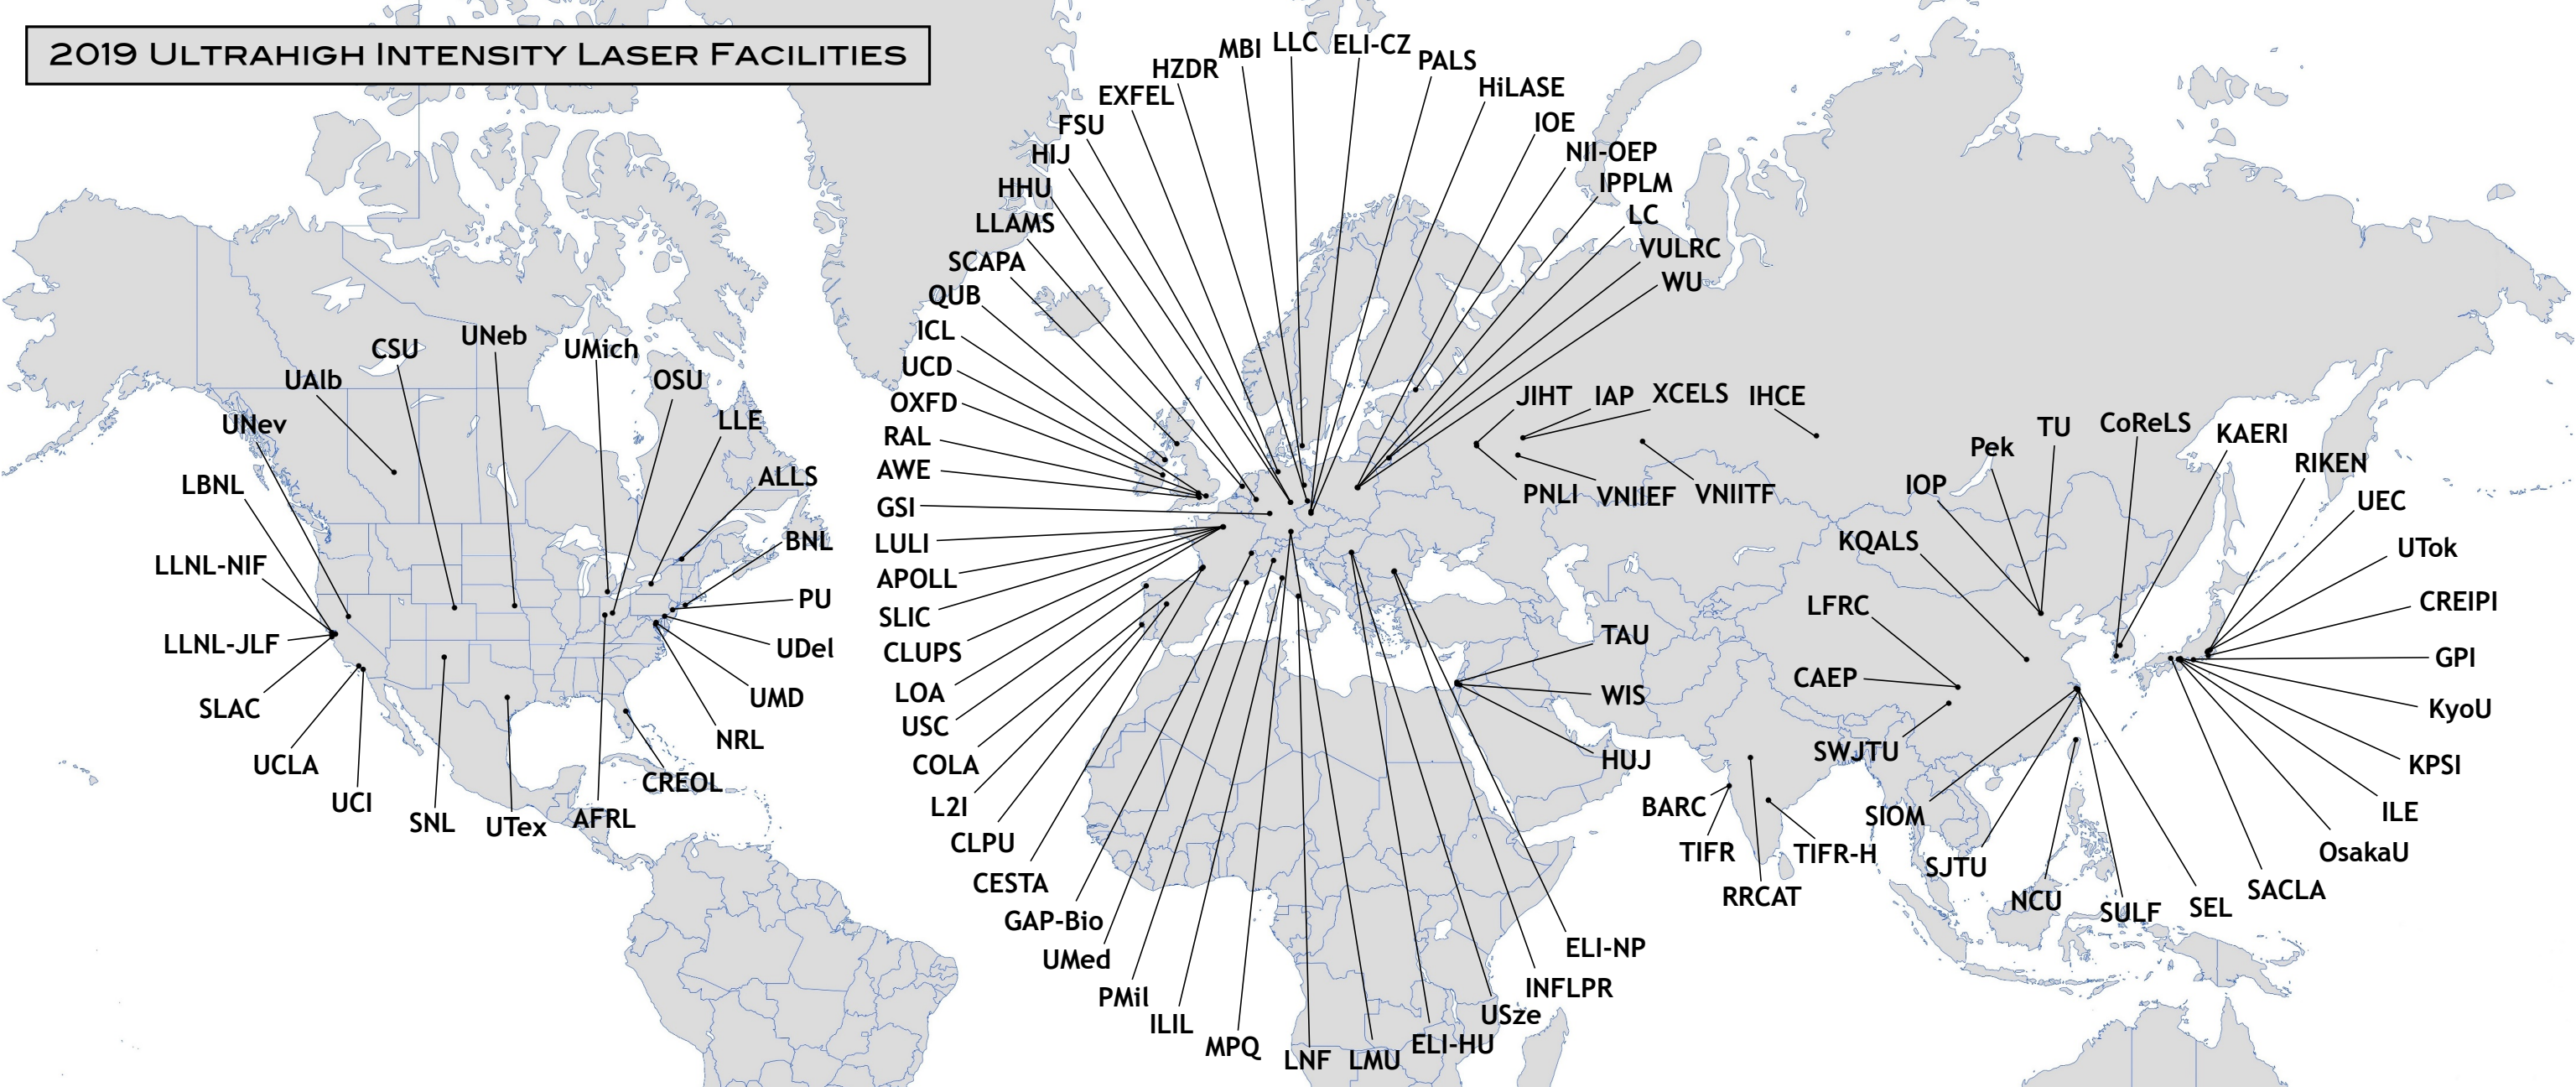 2019 ULTRAHIGH INTENSITY LASER FACILITIES
UNev
UAlb
CSU
UNeb
UMich
OSU
LLE
ALLS
BNL
PU
UDel
UMD
NRL
CREOL
AFRL
UTex
SNL
UCI
UCLA
SLAC
LLNL-JLF
LLNL-NIF
LBNL
MBI
LLC
ELI-CZ
PALS
HiLASE
IOE
NII-OEP
IPPLM
LC
VULRC
WU
HZDR
EXFEL
FSU
HIJ
HHU
LLAMS
SCAPA
QUB
ICL
UCD
OXFD
RAL
AWE
GSI
LULI
APOLL
SLIC
CLUPS
LOA
USC
COLA
L2I
CLPU
CESTA
GAP-Bio
UMed
PMil
ILIL
MPQ
LNF
LMU
ELI-HU
USze
INFLPR
ELI-NP
JIHT
IAP
XCELS
IHCE
PNLI
VNIIEF
VNIITF
TAU
WIS
HUJ
BARC
TIFR
RRCAT
TIFR-H
KQALS
IOP
Pek
TU
CoReLS
KAERI
RIKEN
UEC
UTok
CREIPI
GPI
KyoU
KPSI
ILE
OsakaU
SACLA
SEL
SULF
NCU
SJTU
SIOM
SWJTU
CAEP
LFRC